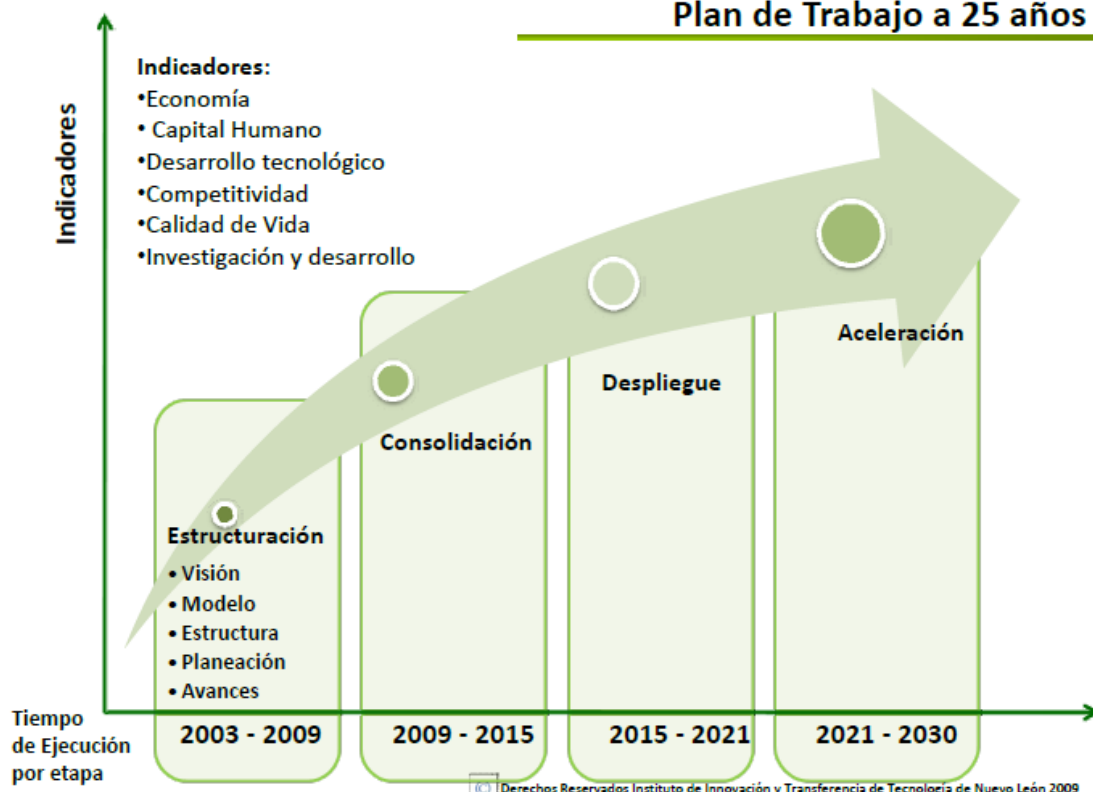 Plan de Trabajo a 25 años
Indicadores
Indicadores:
•Economía
• Capital Humano
•Desarrollo tecnológico
•Competitividad
•Calidad de Vida
•Investigación y desarrollo
Aceleración
Despliegue
Consolidación
Estructuración
• Visión
• Modelo
• Estructura
• Planeación
• Avances
Tiempo
de Ejecución
por etapa
2003 - 2009
2009 - 2015
2015 - 2021
2021 - 2030
(C) Derechos Reservados Instituto de Innovación y Transferencia de Tecnología de Nuevo León 2009